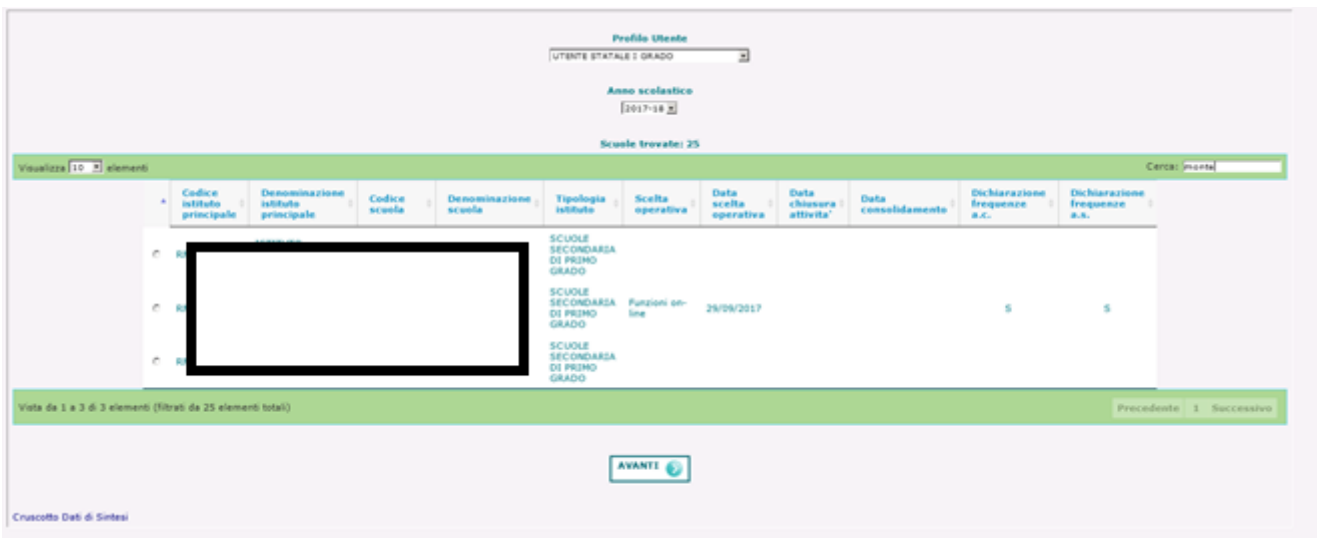 Profilo Utente
UTENTE STATALE I GRADO
Anno scolastico
2017-18
Scuole trovate: 25
Visualizza 10 elementi
Cerca: monte
Codice istituto principale
Denominazione istituto principale
Codice scuola
Denominazione scuola
Tipologia istituto
Scelta operativa
Data scelta operativa
Data chiusura attivita'
Data consolidamento
Dichiarazione frequenze a.c.
Dichiarazione frequenze a.s.
SCUOLE
SECONDARIA
DI PRIMO
GRADO
SCUOLE
SECONDARIA
DI PRIMO
GRADO
Funzioni on-
line
29/09/2017
S
S
SCUOLE
SECONDARIA
DI PRIMO
GRADO
Vista da 1 a 3 di 3 elementi (filtrati da 25 elementi totali)
Precedente 1 Successivo
AVANTI
Cruscotto Dati di Sintesi